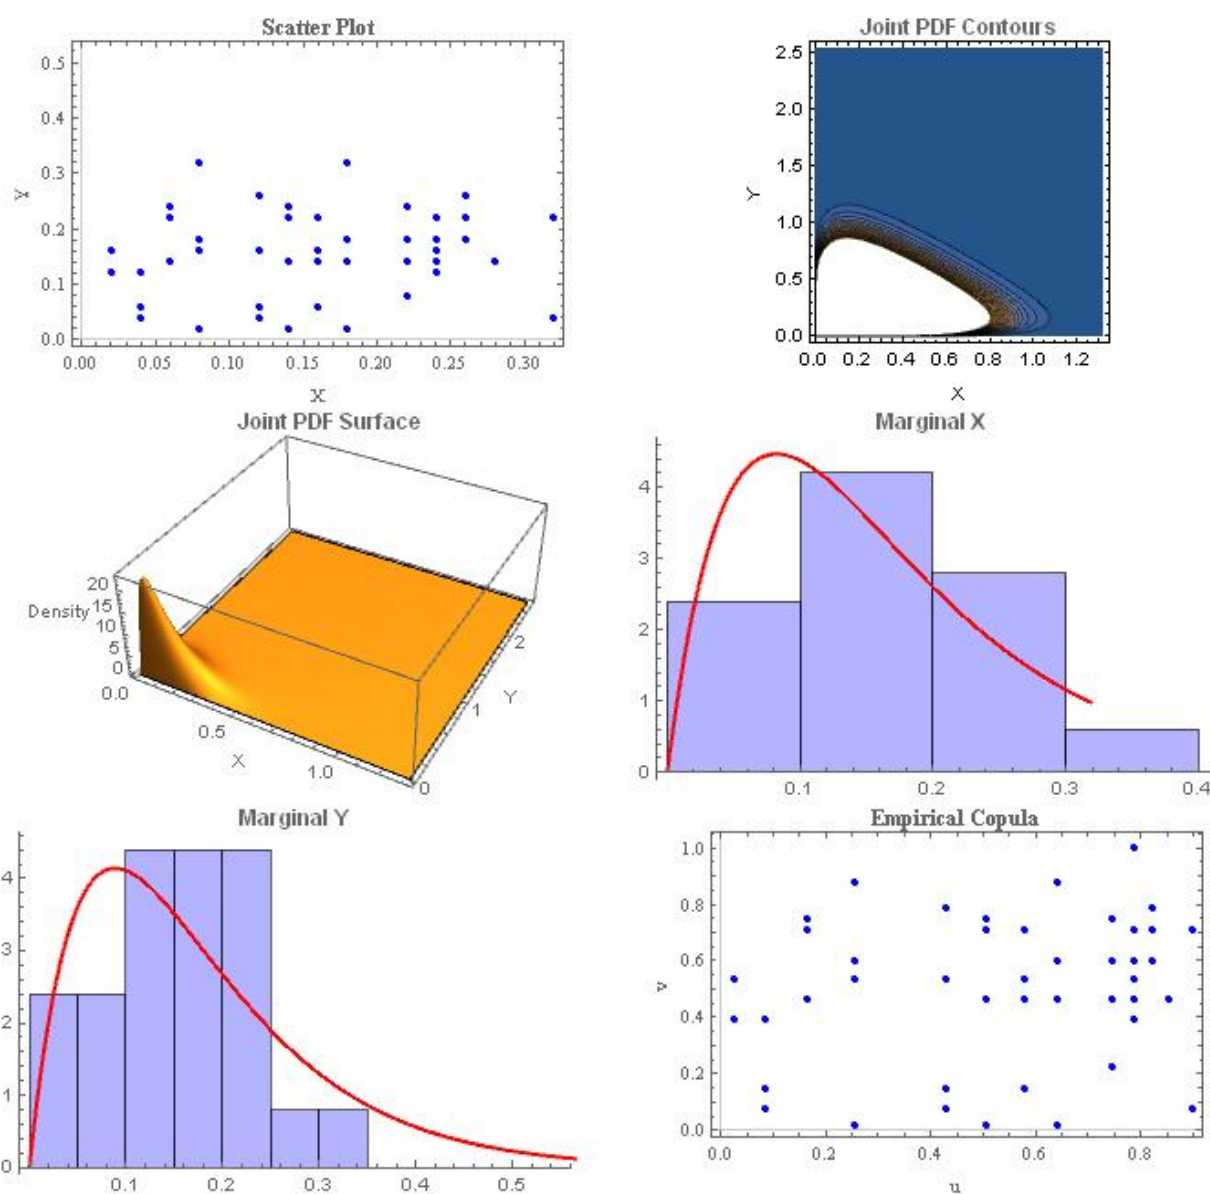 Scatter Plot
0.5
0.4
0.3
0.2
0.1
0.0
Y
0.00 0.05 0.10 0.15 0.20 0.25 0.30
X
Joint PDF Contours
2.5
2.0
1.5
1.0
0.5
0.0
Y
0.0 0.2 0.4 0.6 0.8 1.0 1.2
X
Joint PDF Surface
20
15
10
5
0
Density
0.0
0.5
1.0
X
0
1
2
Y
Marginal X
4
3
2
1
0
0.1 0.2 0.3 0.4
Marginal Y
4
3
2
1
0
0.1 0.2 0.3 0.4 0.5
Empirical Copula
1.0
0.8
0.6
0.4
0.2
0.0
v
0.0 0.2 0.4 0.6 0.8
u